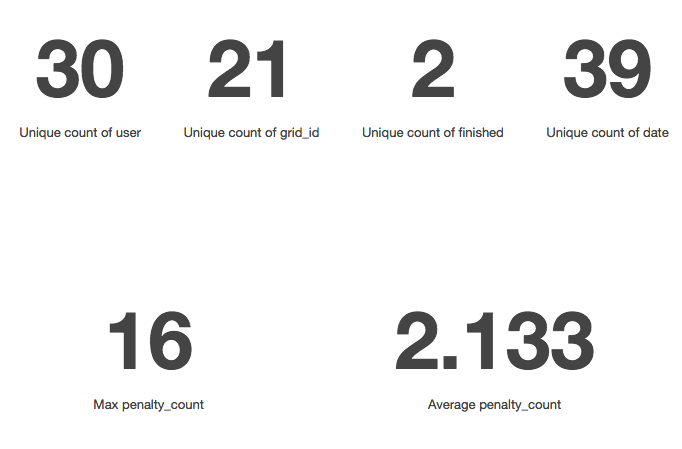 30 21 2 39
Unique count of user Unique count of grid_id Unique count of finished Unique count of date
16 2.133
Max penalty_count Average penalty_count